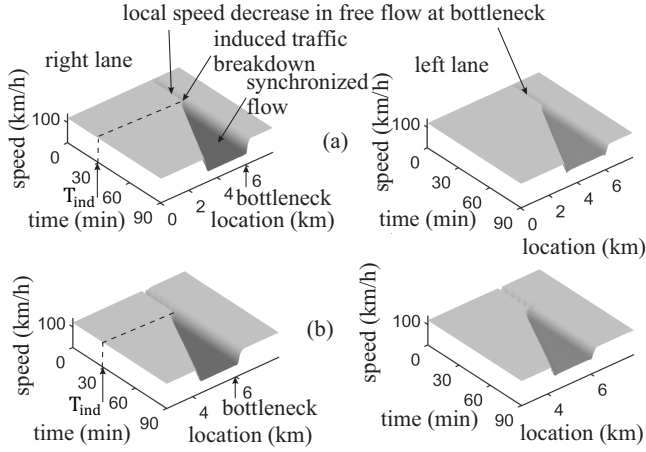 local speed decrease in free flow at bottleneck
right lane
induced traffic
breakdown
synchronized
flow
left lane
speed (km/h)
100
0
30
T_ind
60
90
time (min)
0
2
4
6
bottleneck
location (km)
(a)
speed (km/h)
100
0
30
60
90
time (min)
0
2
4
6
location (km)
speed (km/h)
100
0
30
T_ind
60
90
time (min)
4
6
bottleneck
location (km)
(b)
speed (km/h)
100
0
30
60
90
time (min)
4
6
location (km)